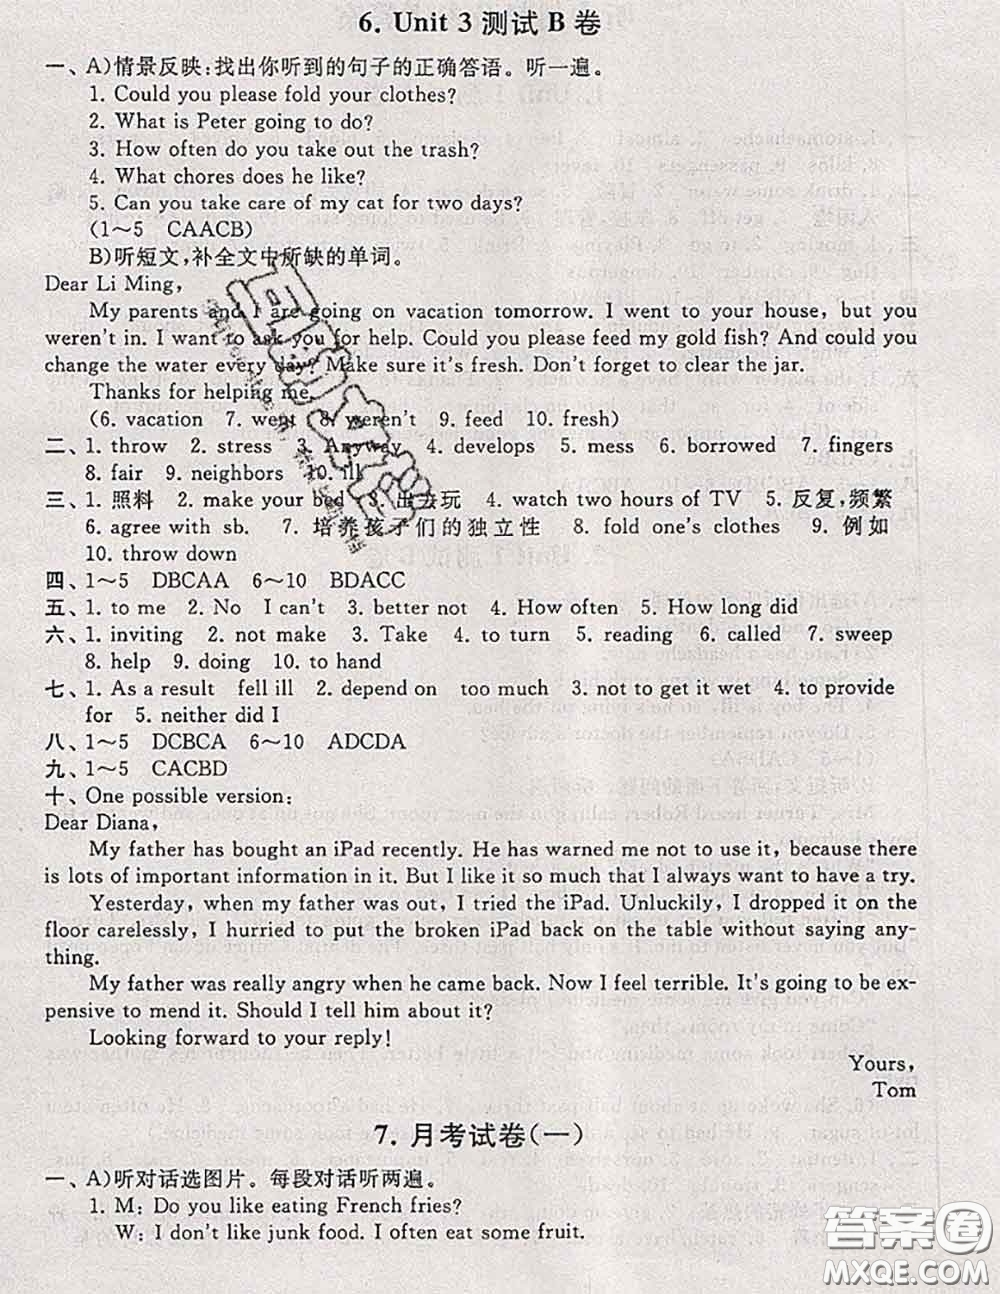 6. Unit 3 测试 B 卷
一、A)情景反映:找出你听到的句子的正确答语。听一遍。
1. Could you please fold your clothes?
2. What is Peter going to do?
3. How often do you take out the trash?
4. What chores does he like?
5. Can you take care of my cat for two days?
(1～5 CAACB)
B)听短文,补全文中所缺的单词。
Dear Li Ming,
My parents and I are going on vacation tomorrow. I went to your house, but you
weren't in. I want to ask you for help. Could you please feed my gold fish? And could you
change the water every day? Make sure it's fresh. Don't forget to clear the jar.
Thanks for helping me.
(6. vacation 7. went 8. weren't 9. feed 10. fresh)
二、1. throw 2. stress 3. Anyway 4. develops 5. mess 6. borrowed 7. fingers
8. fair 9. neighbors 10. ill
三、1. 照料 2. make your bed 3. 出去玩 4. watch two hours of TV 5. 反复,频繁
6. agree with sb. 7. 培养孩子们的独立性 8. fold one's clothes 9. 例如
10. throw down
四、1～5 DBCAA 6～10 BDACC
五、1. to me 2. No I can't 3. better not 4. How often 5. How long did
六、1. inviting 2. not make 3. Take 4. to turn 5. reading 6. called 7. sweep
8. help 9. doing 10. to hand
七、1. As a result fell ill 2. depend on too much 3. not to get it wet 4. to provide
for 5. neither did I
八、1～5 DCBCA 6～10 ADCDA
九、1～5 CACBD
十、One possible version:
Dear Diana,
My father has bought an iPad recently. He has warned me not to use it, because there
is lots of important information in it. But I like it so much that I always want to have a try.
Yesterday, when my father was out, I tried the iPad. Unluckily, I dropped it on the
floor carelessly, I hurried to put the broken iPad back on the table without saying any-
thing.
My father was really angry when he came back. Now I feel terrible. It's going to be ex-
pensive to mend it. Should I tell him about it?
Looking forward to your reply!
Yours,
Tom
7. 月考试卷(一)
一、A)听对话选图片。每段对话听两遍。
1. M: Do you like eating French fries?
W: I don't like junk food. I often eat some fruit.
答案圈
MXQE.COM